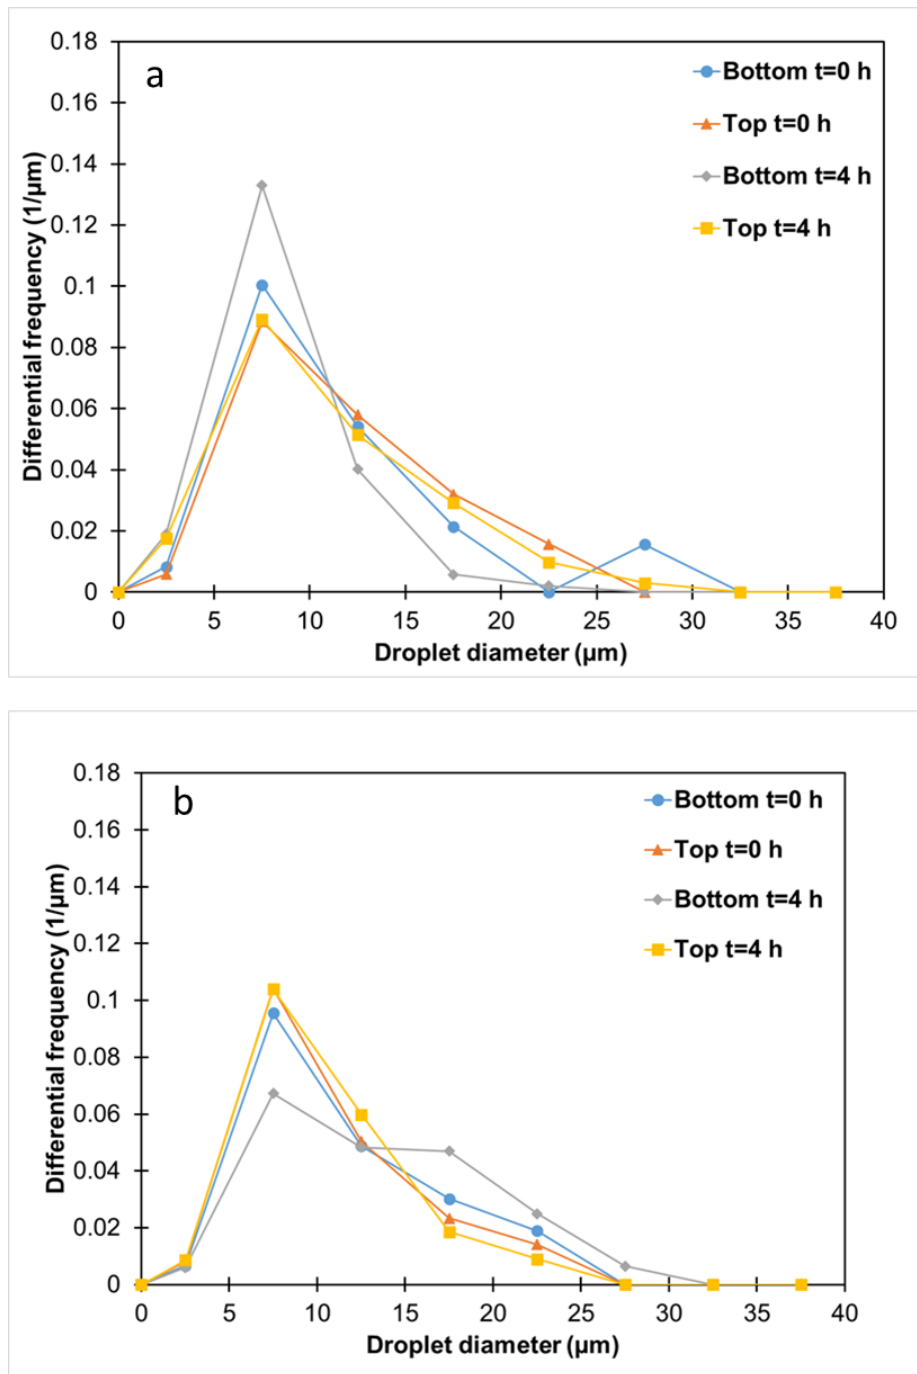 a
0.18
0.16
0.14
0.12
0.1
0.08
0.06
0.04
0.02
0
Differential frequency (1/µm)
Bottom t=0 h
Top t=0 h
Bottom t=4 h
Top t=4 h
0 5 10 15 20 25 30 35 40
Droplet diameter (µm)
b
0.18
0.16
0.14
0.12
0.1
0.08
0.06
0.04
0.02
0
Differential frequency (1/µm)
Bottom t=0 h
Top t=0 h
Bottom t=4 h
Top t=4 h
0 5 10 15 20 25 30 35 40
Droplet diameter (µm)